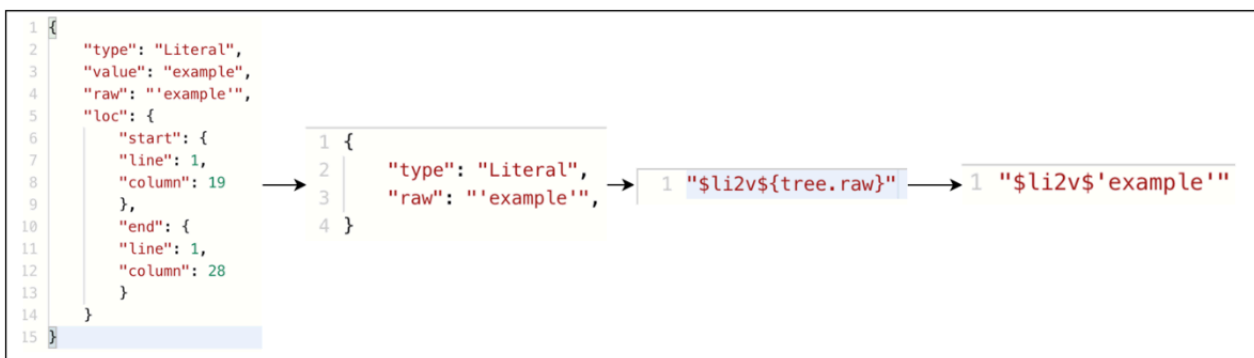 1 {
2 "type": "Literal",
3 "value": "example",
4 "raw": "'example'",
5 "loc": {
6 "start": {
7 "line": 1,
8 "column": 19
9 },
10 "end": {
11 "line": 1,
12 "column": 28
13 }
14 }
15 }
1 {
2 "type": "Literal",
3 "raw": "'example'",
4 }
1 "$li2v${tree.raw}"
1 "$li2v$'example'"